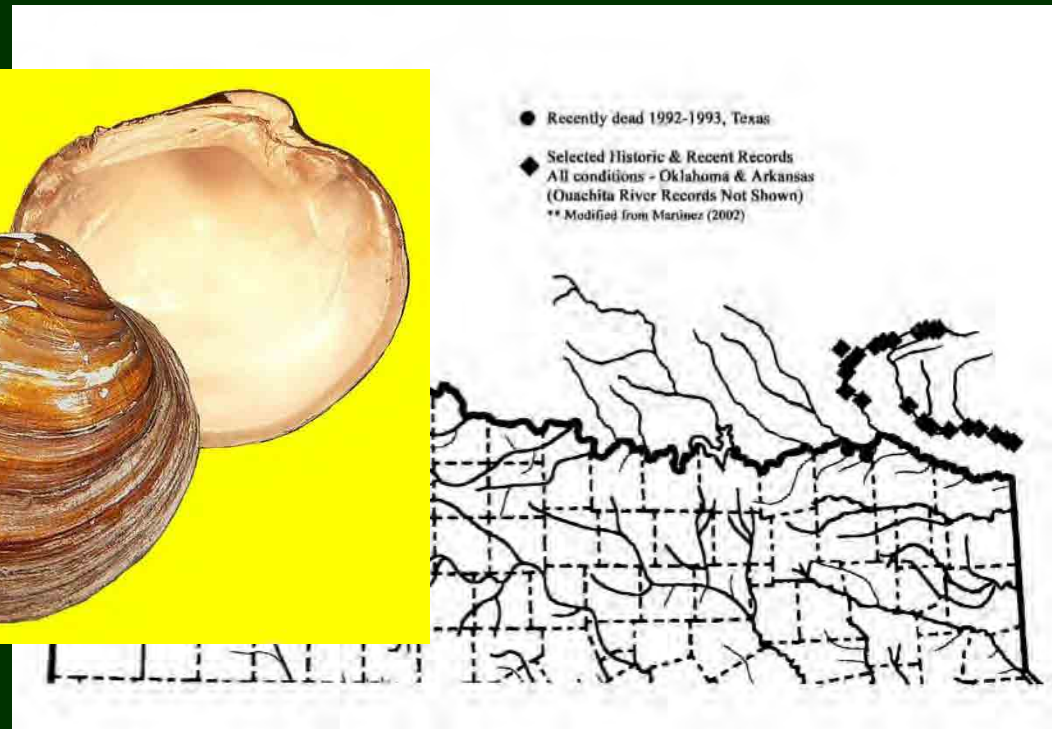 Recently dead 1992-1993, Texas
Selected Historic & Recent Records
All conditions - Oklahoma & Arkansas
(Ouachita River Records Not Shown)
** Modified from Martinez (2002)